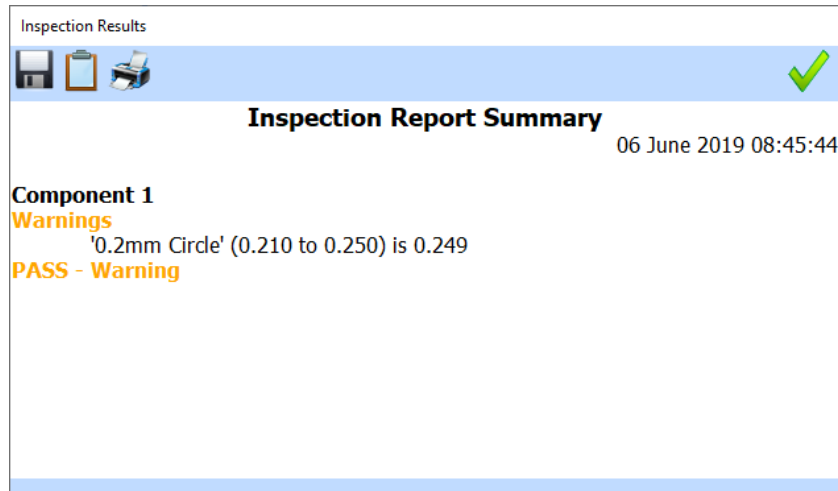 Inspection Results
Inspection Report Summary
06 June 2019 08:45:44
Component 1
Warnings
'0.2mm Circle' (0.210 to 0.250) is 0.249
PASS - Warning